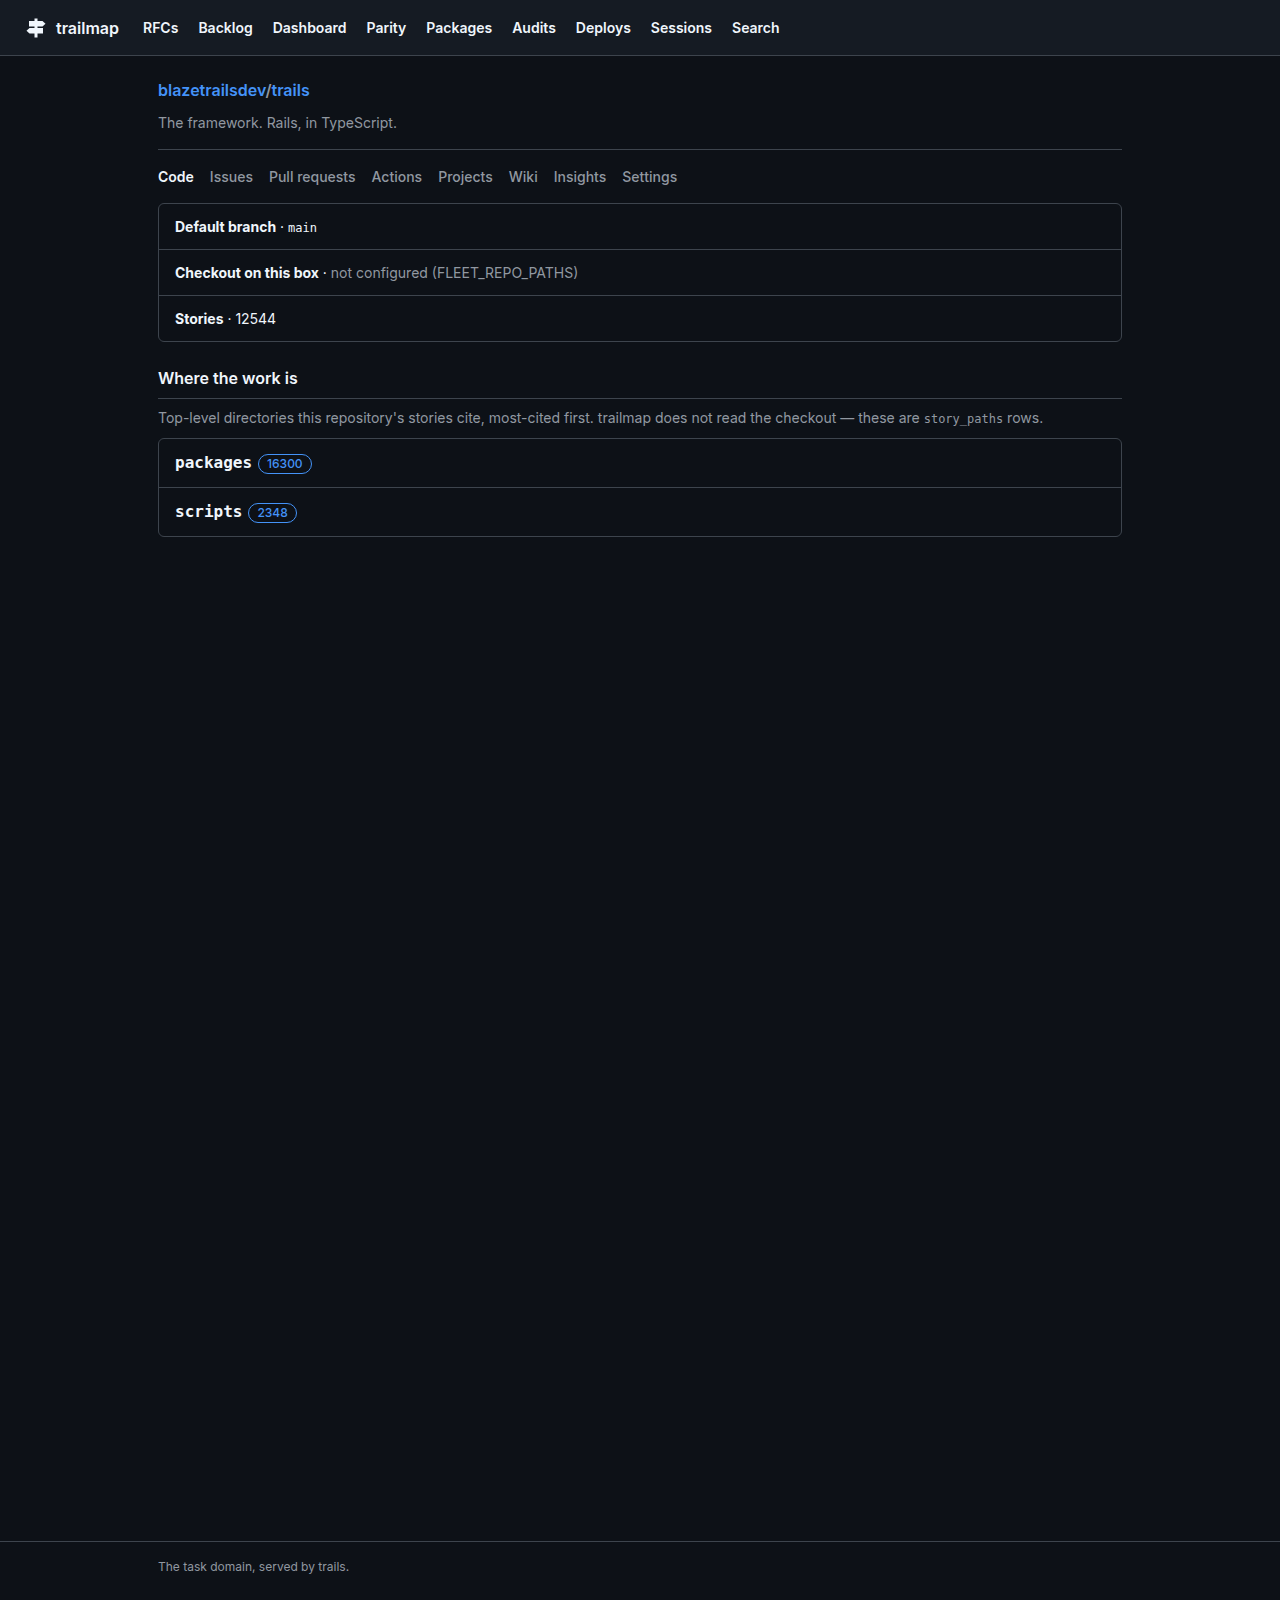 trailmap RFCs Backlog Dashboard Parity Packages Audits Deploys Sessions Search
blazetrailsdev/trails
The framework. Rails, in TypeScript.
Code Issues Pull requests Actions Projects Wiki Insights Settings
Default branch · main
Checkout on this box · not configured (FLEET_REPO_PATHS)
Stories · 12544
Where the work is
Top-level directories this repository's stories cite, most-cited first. trailmap does not read the checkout — these are story_paths rows.
packages 16300
scripts 2348
The task domain, served by trails.